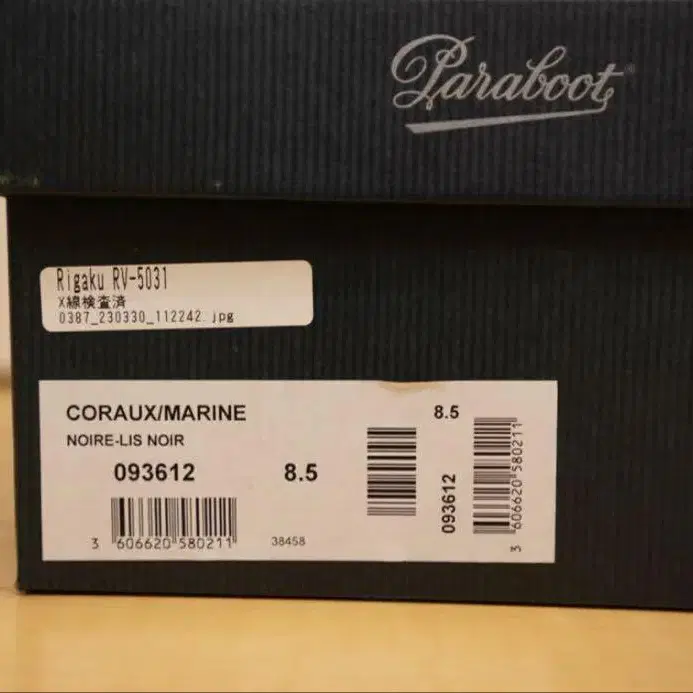 Paraboot®
Rigaku RV-5031
X線検査済
0387_230330_112242.jpg
CORAUX/MARINE
NOIRE-LIS NOIR
093612 8.5
3 606620 580211
38458
8.5
093612
3 606620 580211